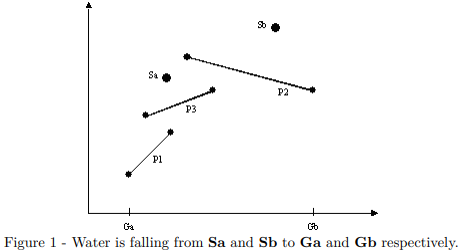 Sb
Sa
P2
P3
P1
Ga
Gb
Figure 1 - Water is falling from Sa and Sb to Ga and Gb respectively.